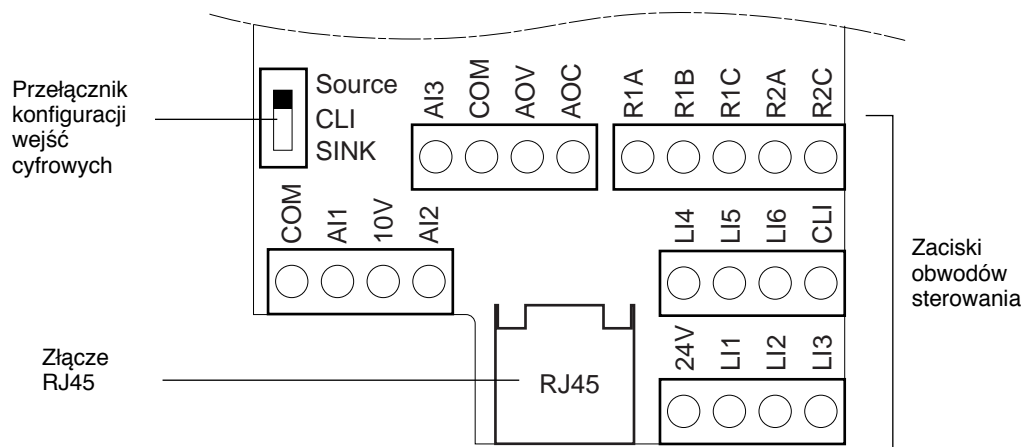 Przełącznik
konfiguracji
wejść
cyfrowych
Source
CLI
SINK
AI3
COM
AOV
AOC
R1A
R1B
R1C
R2A
R2C
COM
AI1
10V
AI2
LI4
LI5
LI6
CLI
Zaciski
obwodów
sterowania
24V
LI1
LI2
LI3
Złącze
RJ45
RJ45